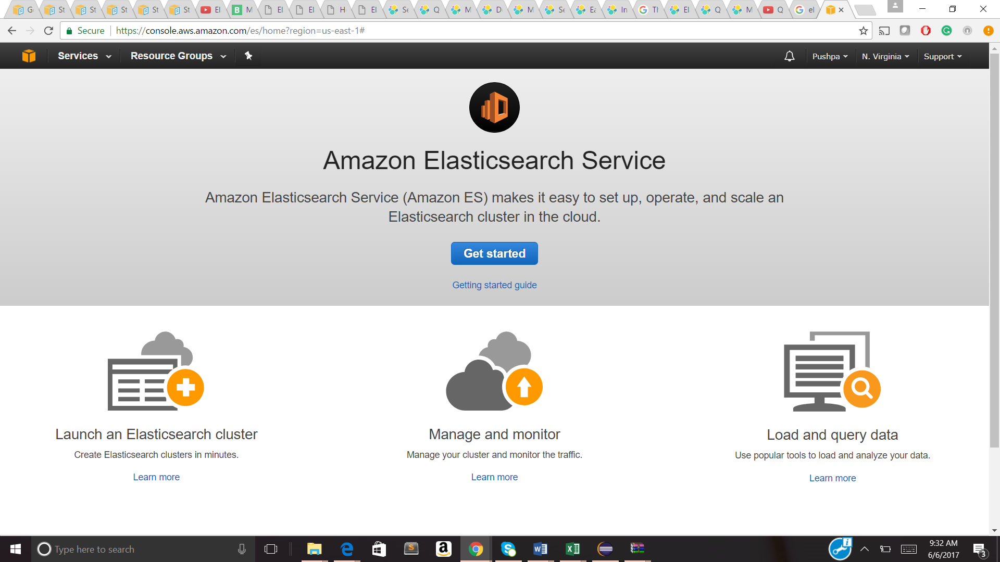 G
St
St
St
St
St
El
M
El
El
H
El
Se
Q
M
D
M
Se
Ea
In
Th
El
Q
M
Q
el
Secure
https://console.aws.amazon.com/es/home?region=us-east-1#
Services
Resource Groups
Pushpa
N. Virginia
Support
Amazon Elasticsearch Service
Amazon Elasticsearch Service (Amazon ES) makes it easy to set up, operate, and scale an
Elasticsearch cluster in the cloud.
Get started
Getting started guide
Launch an Elasticsearch cluster
Create Elasticsearch clusters in minutes.
Learn more
Manage and monitor
Manage your cluster and monitor the traffic.
Learn more
Load and query data
Use popular tools to load and analyze your data.
Learn more
Type here to search
9:32 AM
6/6/2017
3